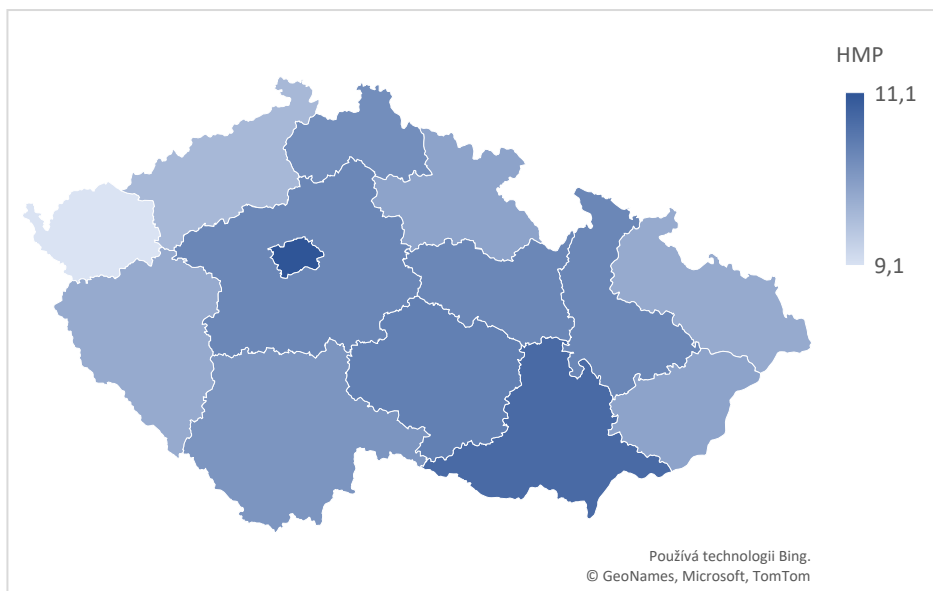 HMP
11,1
9,1
Používá technologii Bing.
© GeoNames, Microsoft, TomTom